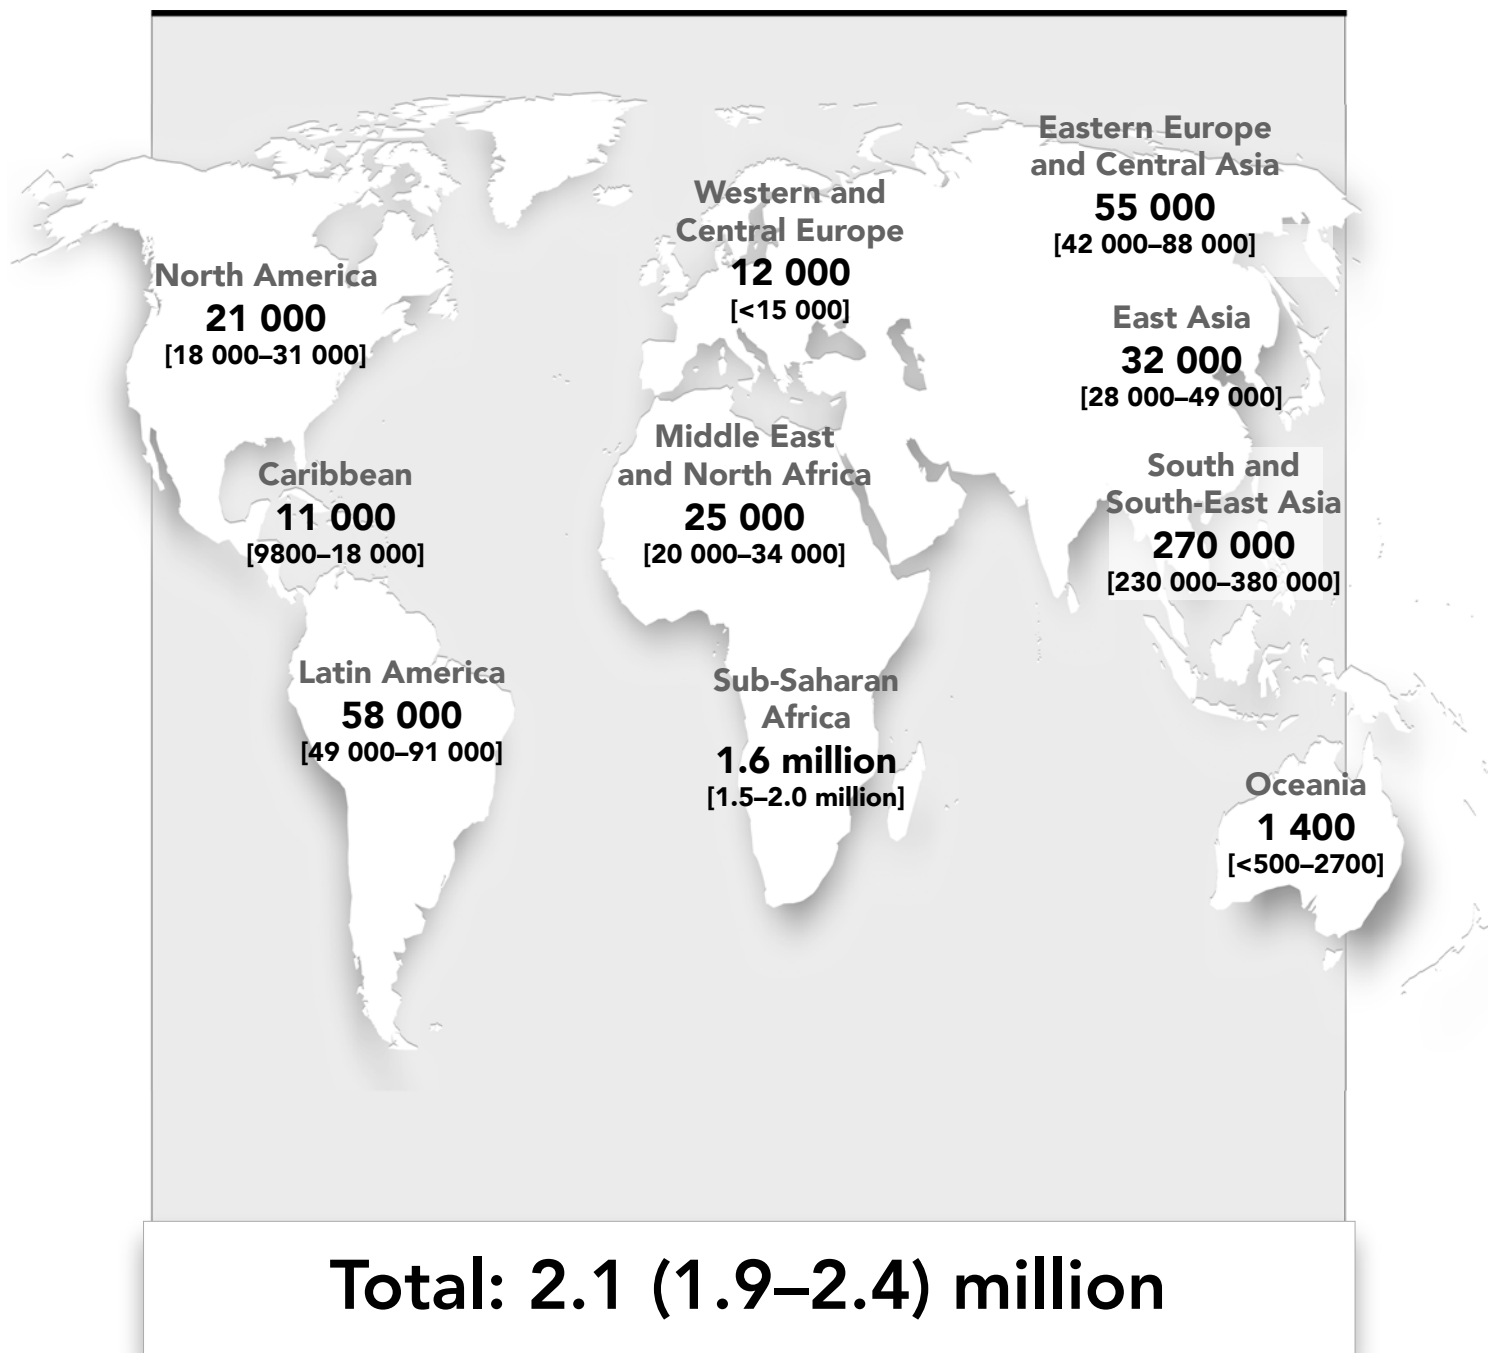 Eastern Europe
and Central Asia
55 000
[42 000–88 000]
Western and
Central Europe
12 000
[<15 000]
North America
21 000
[18 000–31 000]
East Asia
32 000
[28 000–49 000]
Middle East
and North Africa
25 000
[20 000–34 000]
Caribbean
11 000
[9800–18 000]
South and
South-East Asia
270 000
[230 000–380 000]
Latin America
58 000
[49 000–91 000]
Sub-Saharan
Africa
1.6 million
[1.5–2.0 million]
Oceania
1 400
[<500–2700]
Total: 2.1 (1.9–2.4) million